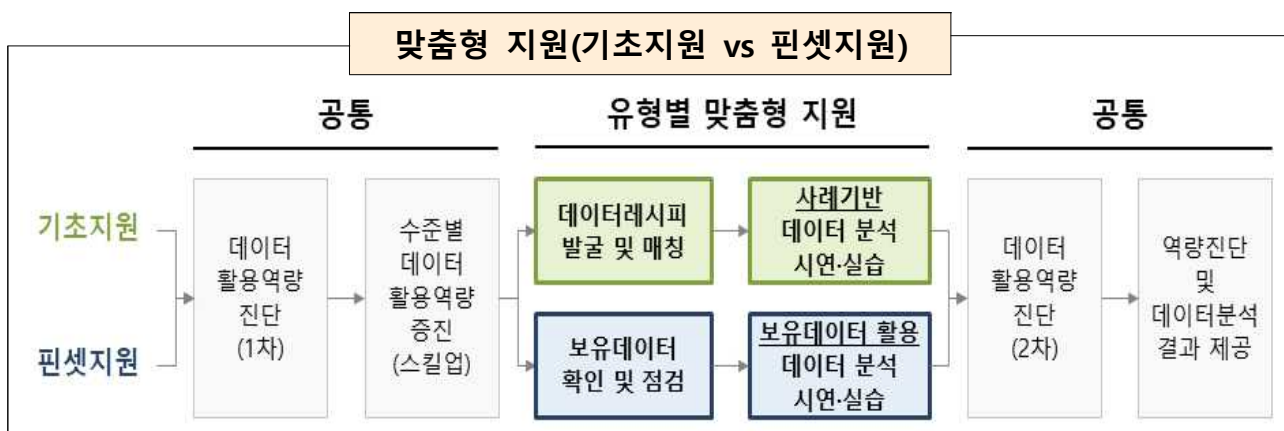 맞춤형 지원(기초지원 vs 핀셋지원)
공통
유형별 맞춤형 지원
공통
기초지원
핀셋지원
데이터
활용역량
진단
(1차)
수준별
데이터
활용역량
증진
(스킬업)
데이터레시피
발굴 및 매칭
사례기반
데이터 분석
시연·실습
보유데이터
확인 및 점검
보유데이터 활용
데이터 분석
시연·실습
데이터
활용역량
진단
(2차)
역량진단
및
데이터분석
결과 제공